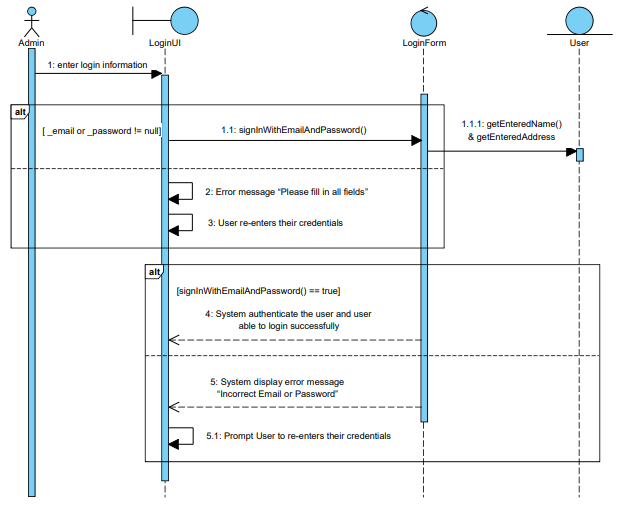 Admin
LoginUI
LoginForm
User
1: enter login information
alt
[ _email or _password != null]
1.1: signInWithEmailAndPassword()
1.1.1: getEnteredName()
& getEnteredAddress
2: Error message “Please fill in all fields”
3: User re-enters their credentials
alt
[signInWithEmailAndPassword() == true]
4: System authenticate the user and user
able to login successfully
5: System display error message
“Incorrect Email or Password”
5.1: Prompt User to re-enters their credentials